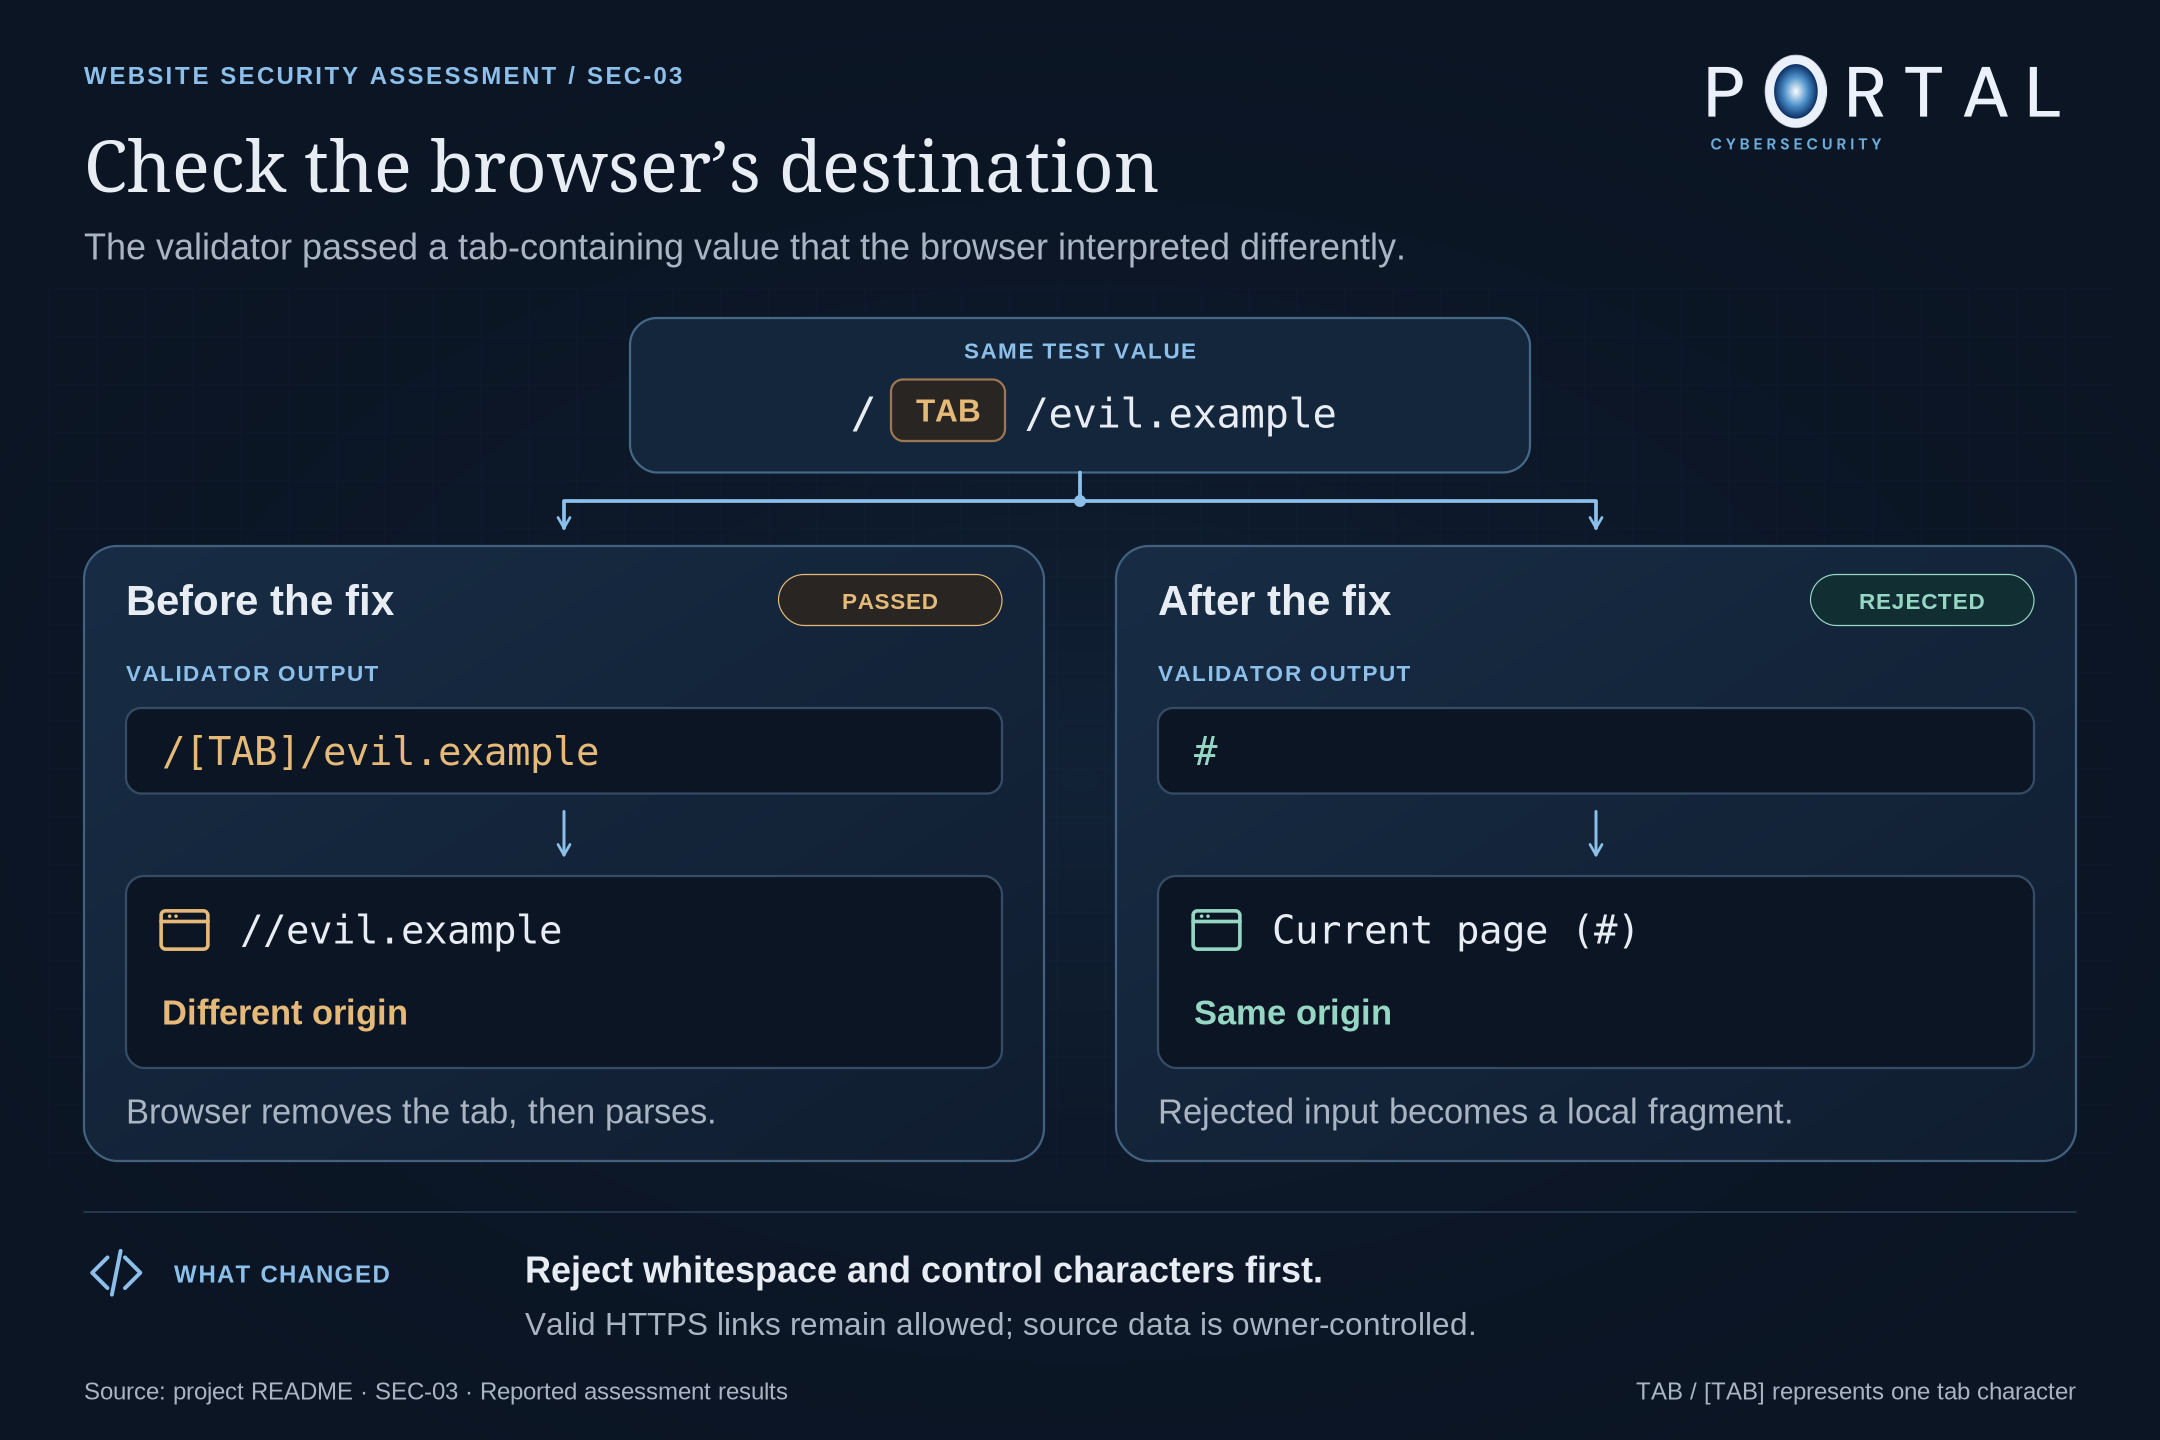 WEBSITE SECURITY ASSESSMENT / SEC-03
PORTAL
CYBERSECURITY
Check the browser’s destination
The validator passed a tab-containing value that the browser interpreted differently.
SAME TEST VALUE
/ TAB /evil.example
Before the fix
PASSED
VALIDATOR OUTPUT
/[TAB]/evil.example
//evil.example
Different origin
Browser removes the tab, then parses.
After the fix
REJECTED
VALIDATOR OUTPUT
#
Current page (#)
Same origin
Rejected input becomes a local fragment.
WHAT CHANGED
Reject whitespace and control characters first.
Valid HTTPS links remain allowed; source data is owner-controlled.
Source: project README · SEC-03 · Reported assessment results
TAB / [TAB] represents one tab character